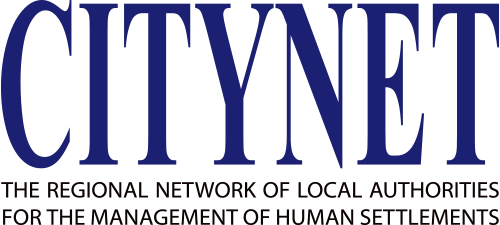 CITYNET
THE REGIONAL NETWORK OF LOCAL AUTHORITIES
FOR THE MANAGEMENT OF HUMAN SETTLEMENTS